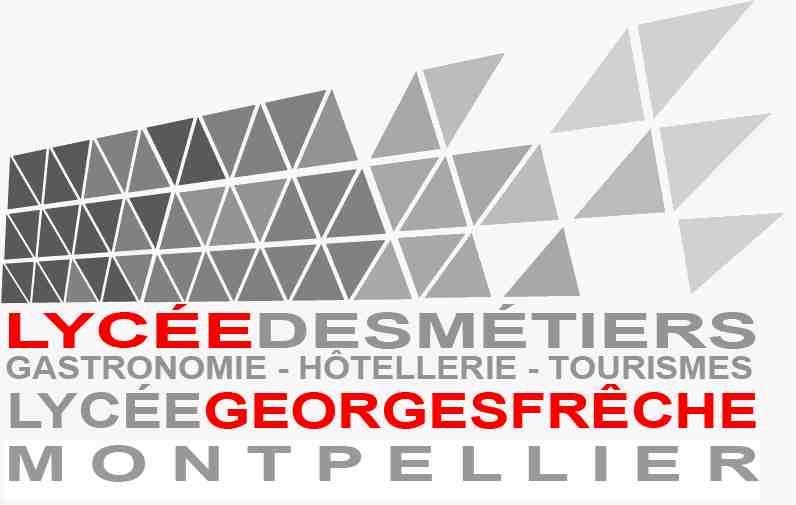 LYCÉEDESMÉTIERS
GASTRONOMIE - HÔTELLERIE - TOURISMES
LYCÉEGEORGESFRÊCHE
MONTPELLIER